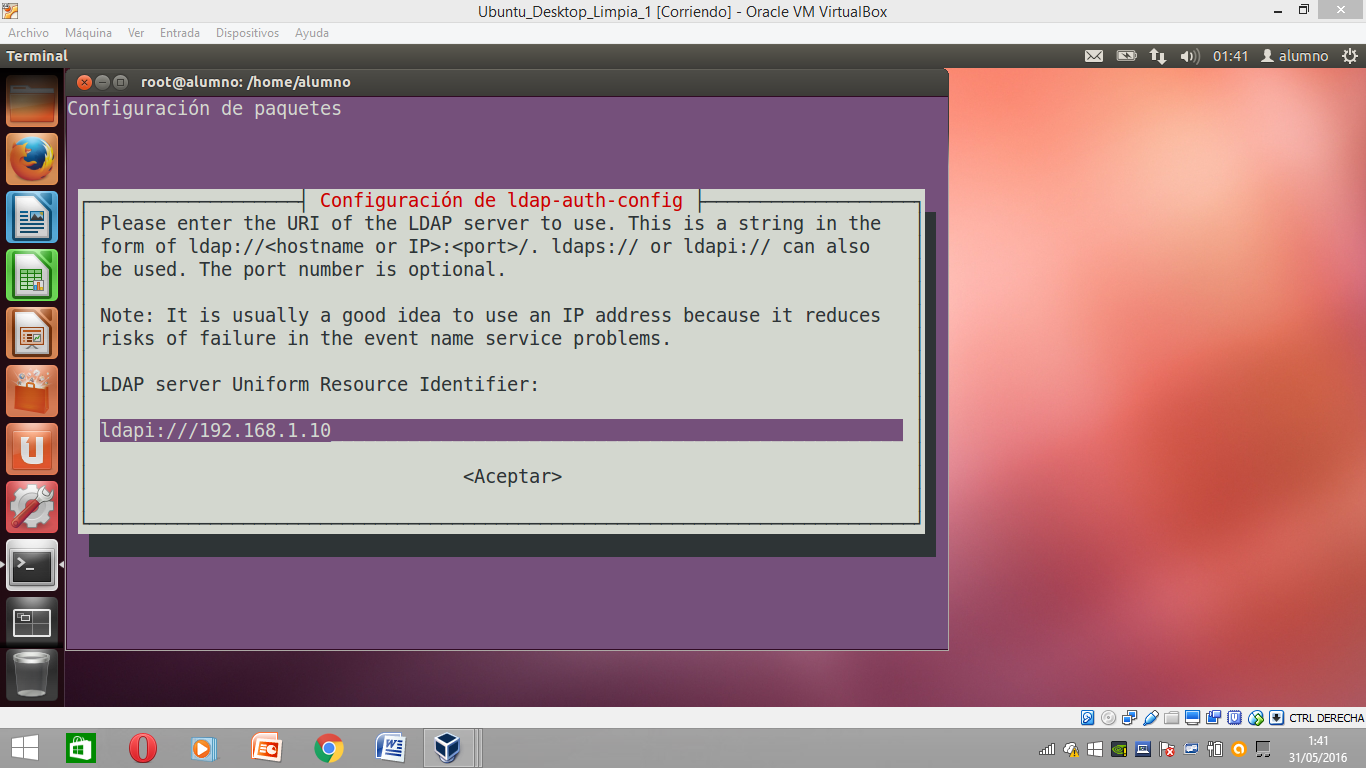 Ubuntu_Desktop_Limpia_1 [Corriendo] - Oracle VM VirtualBox
Archivo Máquina Ver Entrada Dispositivos Ayuda
Terminal 01:41 alumno
root@alumno: /home/alumno
Configuración de paquetes
Configuración de ldap-auth-config
Please enter the URI of the LDAP server to use. This is a string in the
form of ldap://<hostname or IP>:<port>/. ldaps:// or ldapi:// can also
be used. The port number is optional.
Note: It is usually a good idea to use an IP address because it reduces
risks of failure in the event name service problems.
LDAP server Uniform Resource Identifier:
ldapi:///192.168.1.10
<Aceptar>
CTRL DERECHA
1:41
31/05/2016